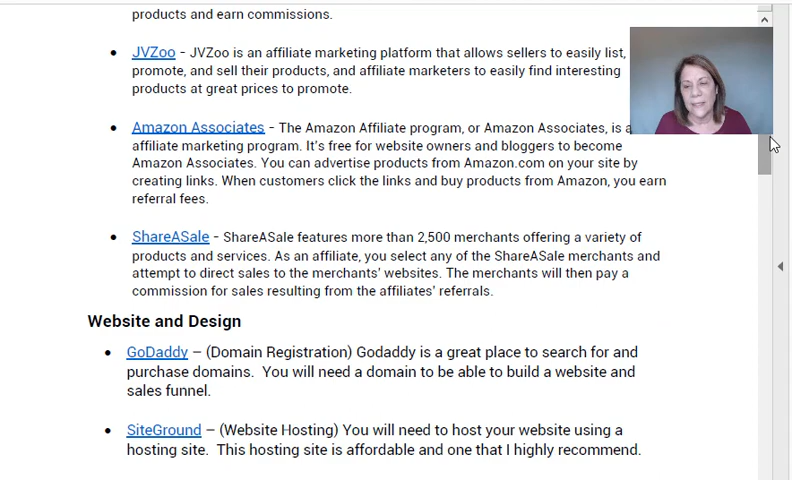 products and earn commissions.
• JVZoo - JVZoo is an affiliate marketing platform that allows sellers to easily list,
promote, and sell their products, and affiliate marketers to easily find interesting
products at great prices to promote.
• Amazon Associates - The Amazon Affiliate program, or Amazon Associates, is a
affiliate marketing program. It's free for website owners and bloggers to become
Amazon Associates. You can advertise products from Amazon.com on your site by
creating links. When customers click the links and buy products from Amazon, you earn
referral fees.
• ShareASale - ShareASale features more than 2,500 merchants offering a variety of
products and services. As an affiliate, you select any of the ShareASale merchants and
attempt to direct sales to the merchants' websites. The merchants will then pay a
commission for sales resulting from the affiliates' referrals.
Website and Design
• GoDaddy – (Domain Registration) Godaddy is a great place to search for and
purchase domains. You will need a domain to be able to build a website and
sales funnel.
• SiteGround – (Website Hosting) You will need to host your website using a
hosting site. This hosting site is affordable and one that I highly recommend.